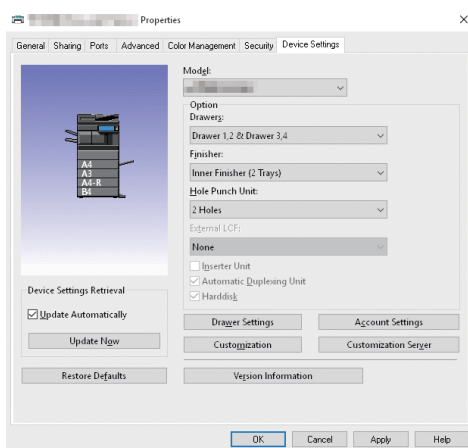 Properties
General Sharing Ports Advanced Color Management Security Device Settings
Model:
Option
Drawers:
Drawer 1,2 & Drawer 3,4
Finisher:
Inner Finisher (2 Trays)
Hole Punch Unit:
2 Holes
External LCF:
None
Inserter Unit
Automatic Duplexing Unit
Harddisk
A4
A3
A4-R
B4
Device Settings Retrieval
Update Automatically
Update Now
Restore Defaults
Drawer Settings Account Settings
Customization Customization Server
Version Information
OK Cancel Apply Help